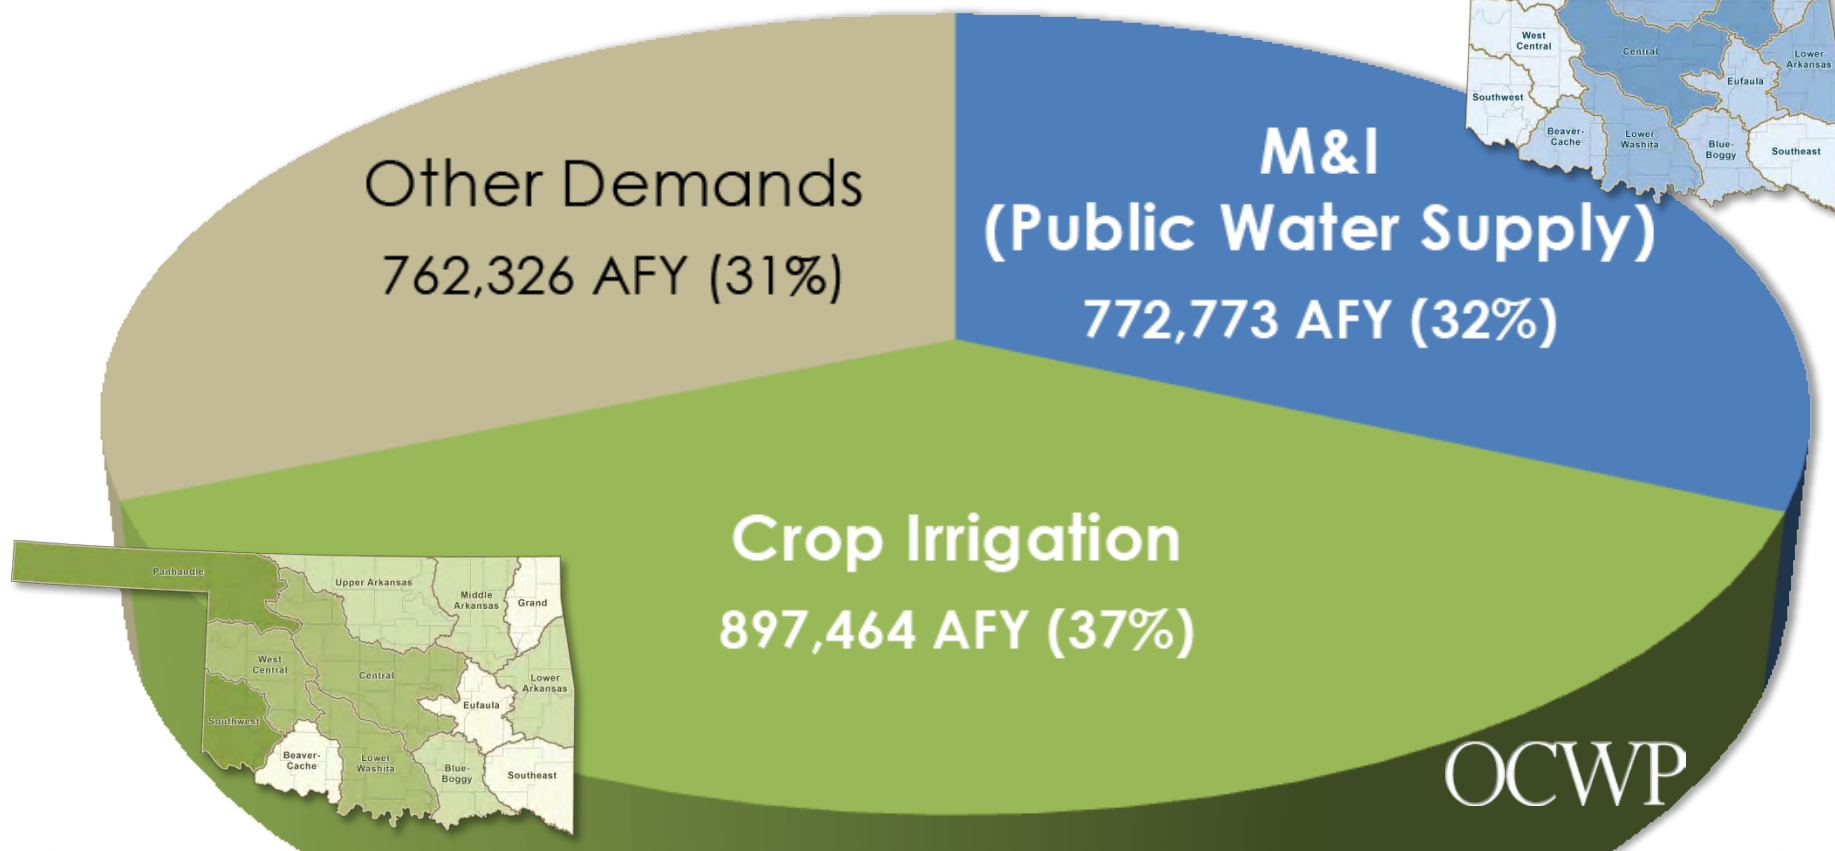 Other Demands
762,326 AFY (31%)
M&I
(Public Water Supply)
772,773 AFY (32%)
West
Central
Central
Lower
Arkansas
Eufaula
Southwest
Beaver-
Cache
Lower
Washita
Blue-
Boggy
Southeast
Crop Irrigation
897,464 AFY (37%)
Panhandle
Upper Arkansas
Middle
Arkansas
Grand
West
Central
Central
Lower
Arkansas
Eufaula
Southwest
Beaver-
Cache
Lower
Washita
Blue-
Boggy
Southeast
OCWP